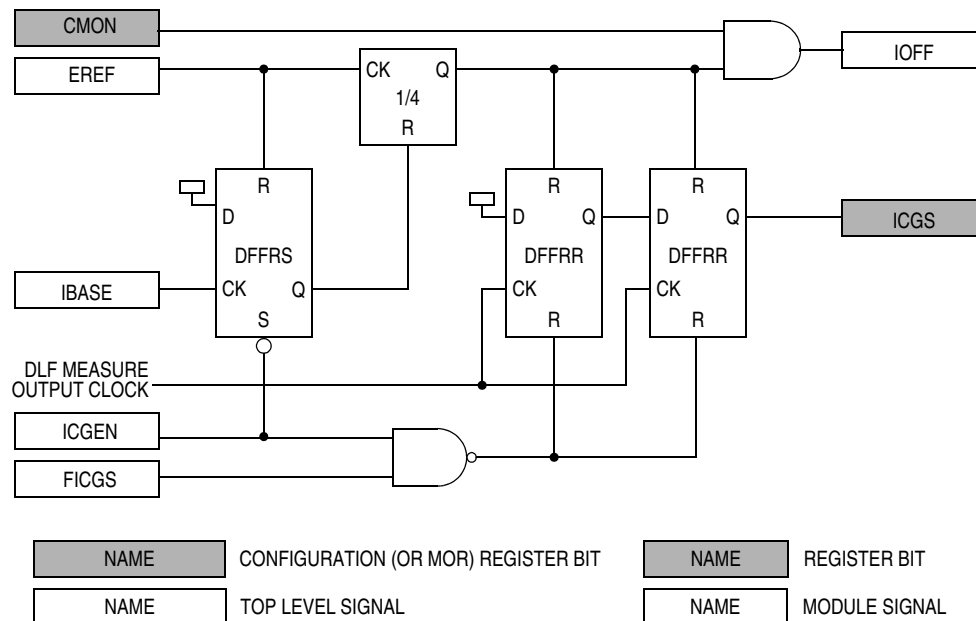 CMON
EREF
CK Q
1/4
R
IOFF
R
D
DFFRS
CK Q
S
IBASE
R
D Q
DFFRR
CK
R
R
D Q
DFFRR
CK
R
ICGS
DLF MEASURE
OUTPUT CLOCK
ICGEN
FICGS
NAME CONFIGURATION (OR MOR) REGISTER BIT
NAME REGISTER BIT
NAME TOP LEVEL SIGNAL
NAME MODULE SIGNAL